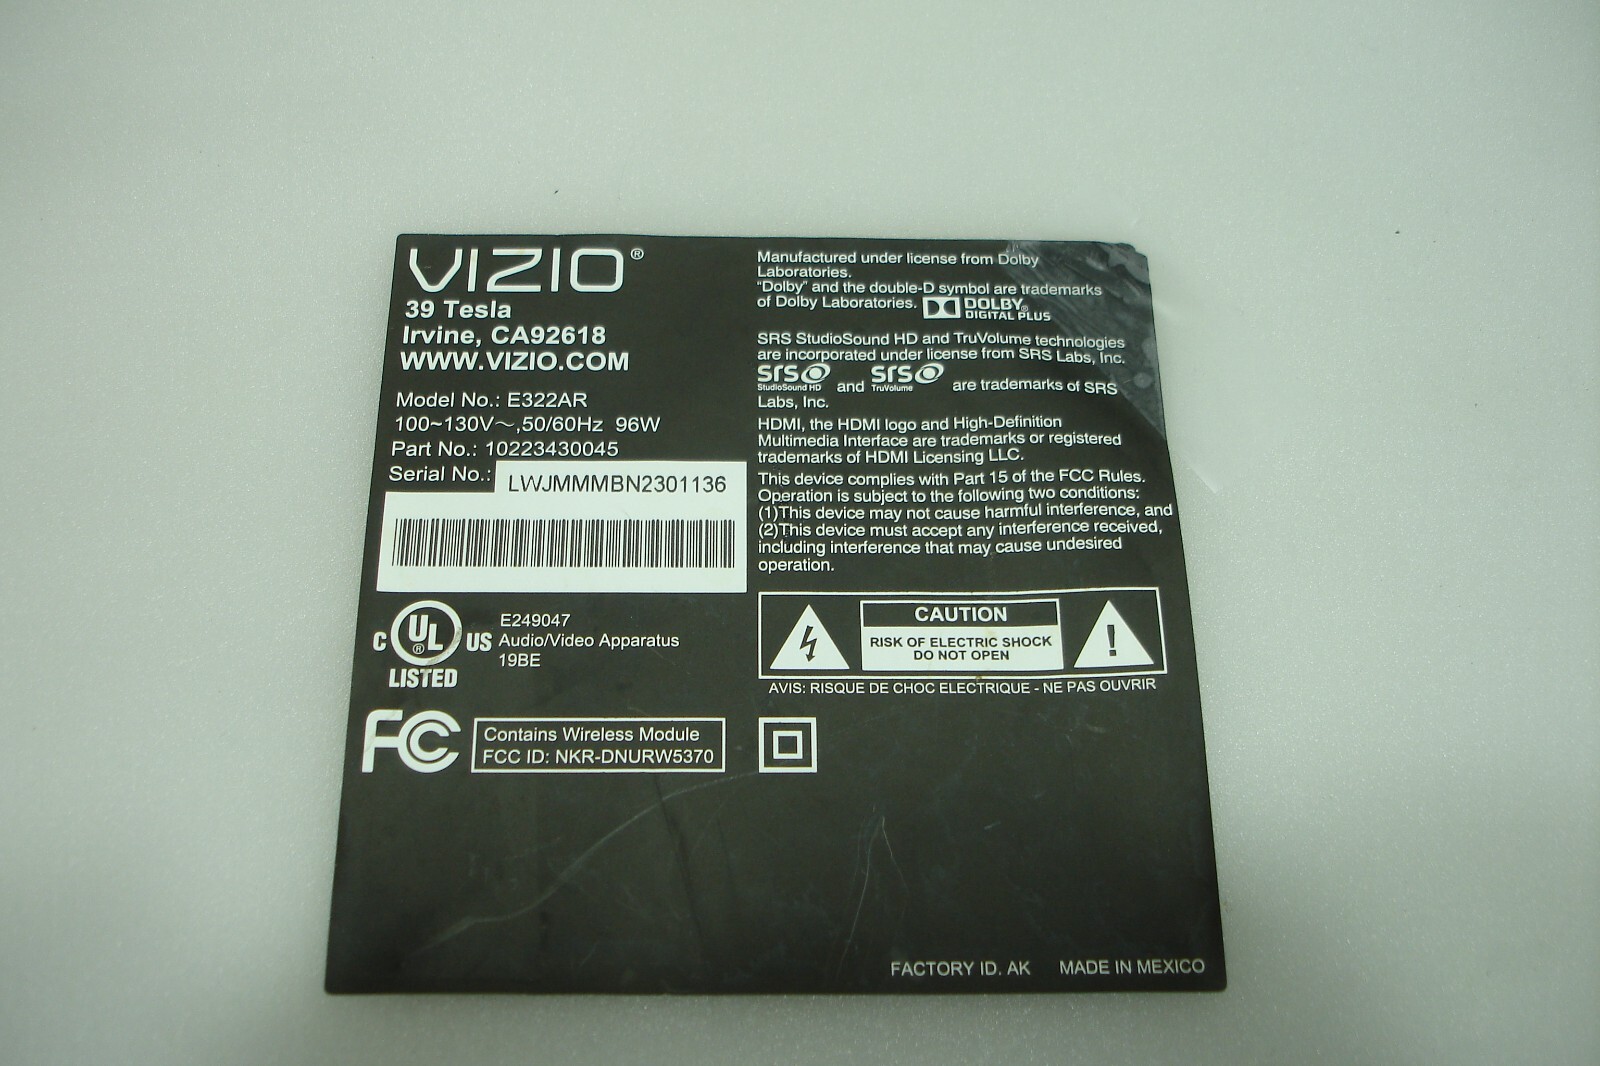 VIZIO®
39 Tesla
Irvine, CA92618
WWW.VIZIO.COM
Model No.: E322AR
100~130V～,50/60Hz 96W
Part No.: 10223430045
Serial No.: LWJMMMBN2301136
C UL ® US
LISTED
E249047
Audio/Video Apparatus
19BE
FC
Contains Wireless Module
FCC ID: NKR-DNURW5370
Manufactured under license from Dolby
Laboratories.
"Dolby" and the double-D symbol are trademarks
of Dolby Laboratories. DOLBY®
DIGITAL PLUS
SRS StudioSound HD and TruVolume technologies
are incorporated under license from SRS Labs, Inc.
SRS StudioSound HD and SRS TruVolume are trademarks of SRS
Labs, Inc.
HDMI, the HDMI logo and High-Definition
Multimedia Interface are trademarks or registered
trademarks of HDMI Licensing LLC.
This device complies with Part 15 of the FCC Rules.
Operation is subject to the following two conditions:
(1)This device may not cause harmful interference, and
(2)This device must accept any interference received,
including interference that may cause undesired
operation.
CAUTION
RISK OF ELECTRIC SHOCK
DO NOT OPEN
AVIS: RISQUE DE CHOC ELECTRIQUE - NE PAS OUVRIR
FACTORY ID. AK MADE IN MEXICO